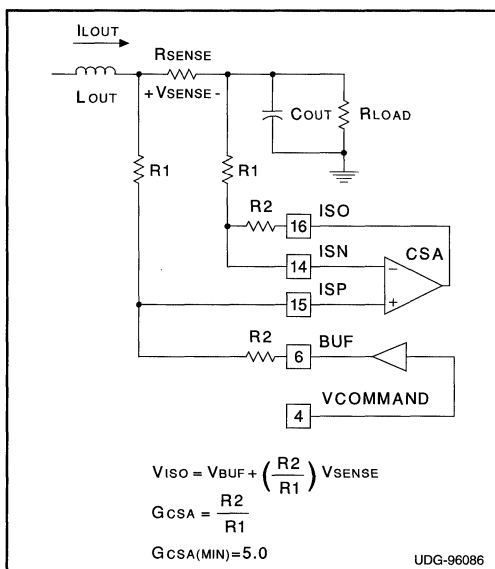 ILOUT
RSENSE
LOUT
+VSENSE-
COUT
RLOAD
R1
R1
R2
16
ISO
CSA
14
ISN
-
15
ISP
+
R2
6
BUF
VCOMMAND
4
VISO = VBUF + (R2/R1) VSENSE
GCSA = R2/R1
GCSA(MIN)=5.0
UDG-96086